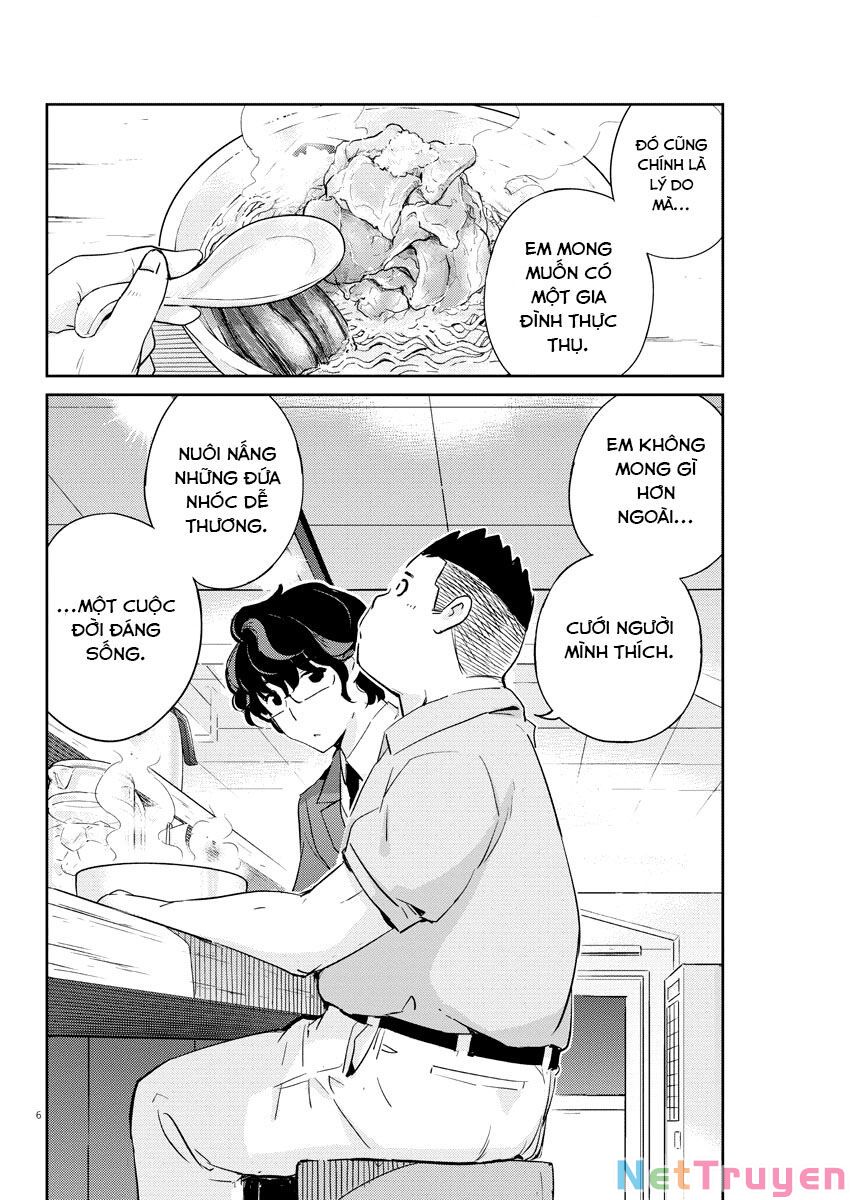 ĐÓ CŨNG
CHÍNH LÀ
LÝ DO
MÀ...
EM MONG
MUỐN CÓ
MỘT GIA
ĐÌNH THỰC
THỤ.
EM KHÔNG
MONG GÌ
HƠN
NGOÀI...
CƯỚI NGƯỜI
MÌNH THÍCH.
NUÔI NẤNG
NHỮNG ĐỨA
NHÓC DỄ
THƯƠNG.
...MỘT CUỘC
ĐỜI ĐÁNG
SỐNG.
6
NetTruyen